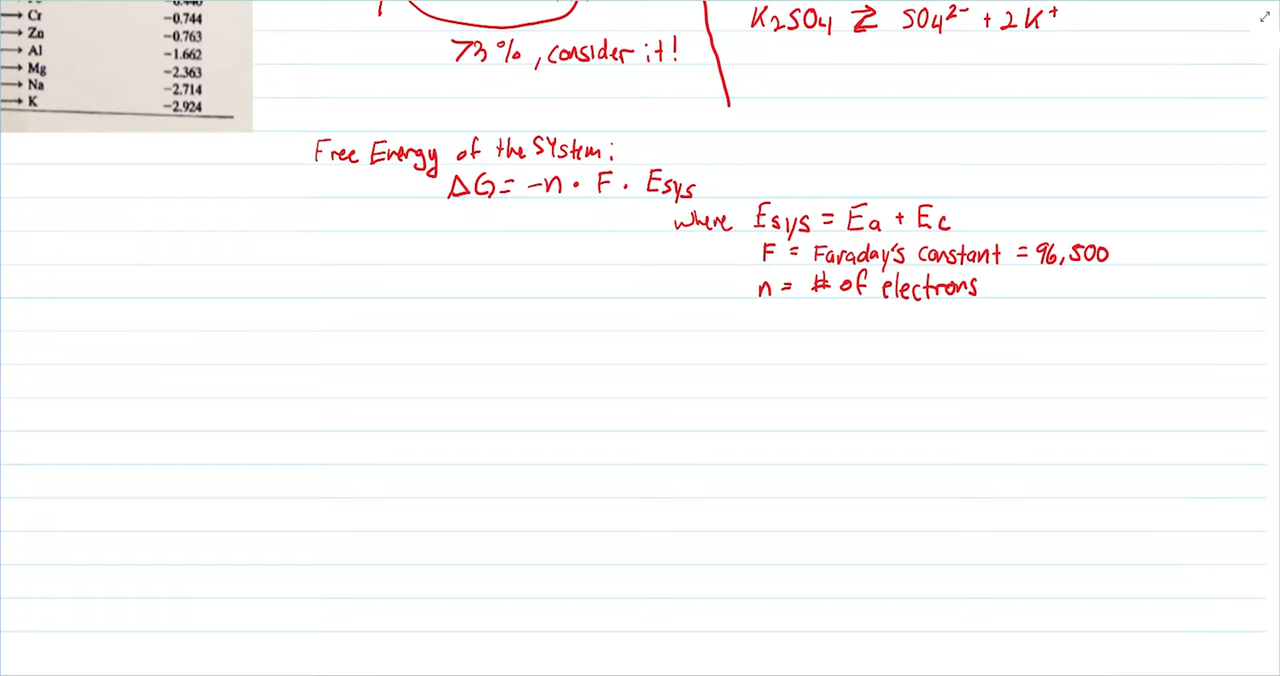 → Cr -0.744
→ Zn -0.763
→ Al -1.662
→ Mg -2.363
→ Na -2.714
→ K -2.924
73%, consider it!
K2SO4 ⇄ SO4²⁻ + 2K⁺
Free Energy of the System:
ΔG = -n · F · Esys
where Esys = Ea + Ec
F = Faraday's constant = 96,500
n = # of electrons